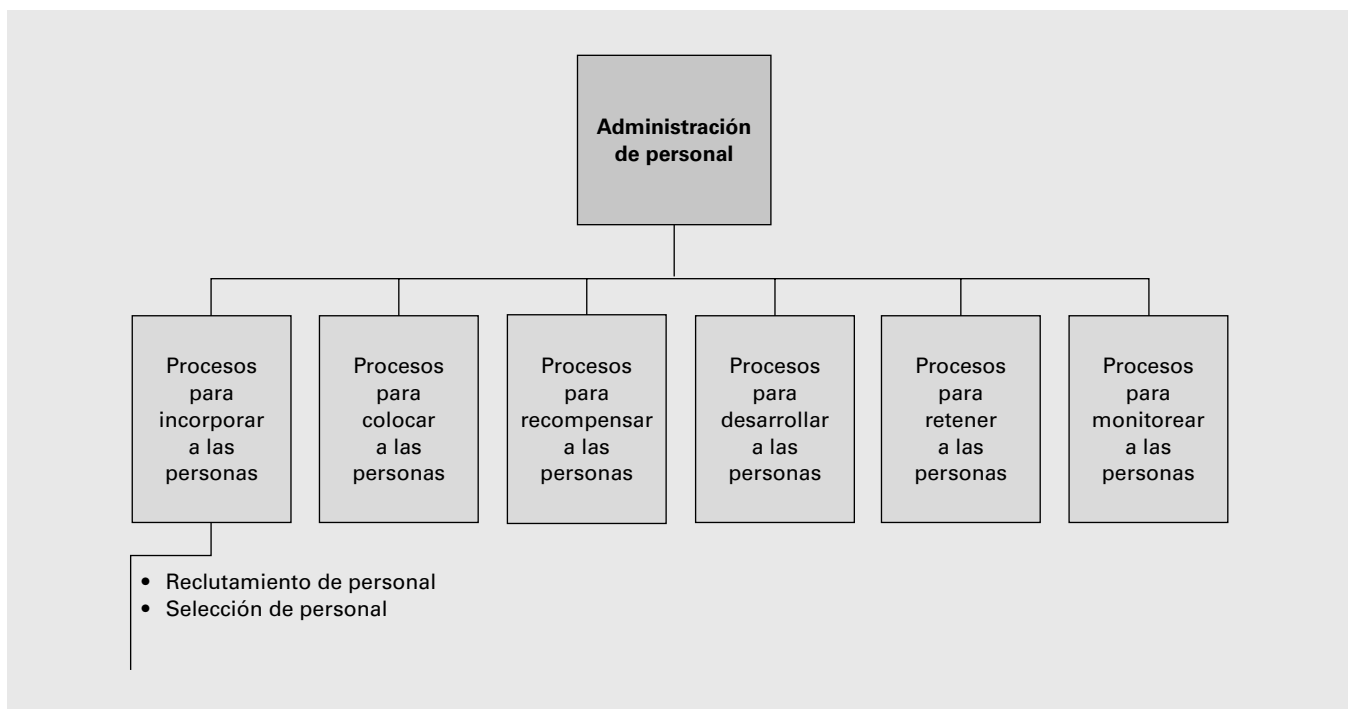 Administración
de personal
Procesos
para
incorporar
a las
personas
Procesos
para
colocar
a las
personas
Procesos
para
recompensar
a las
personas
Procesos
para
desarrollar
a las
personas
Procesos
para
retener
a las
personas
Procesos
para
monitorear
a las
personas
• Reclutamiento de personal
• Selección de personal